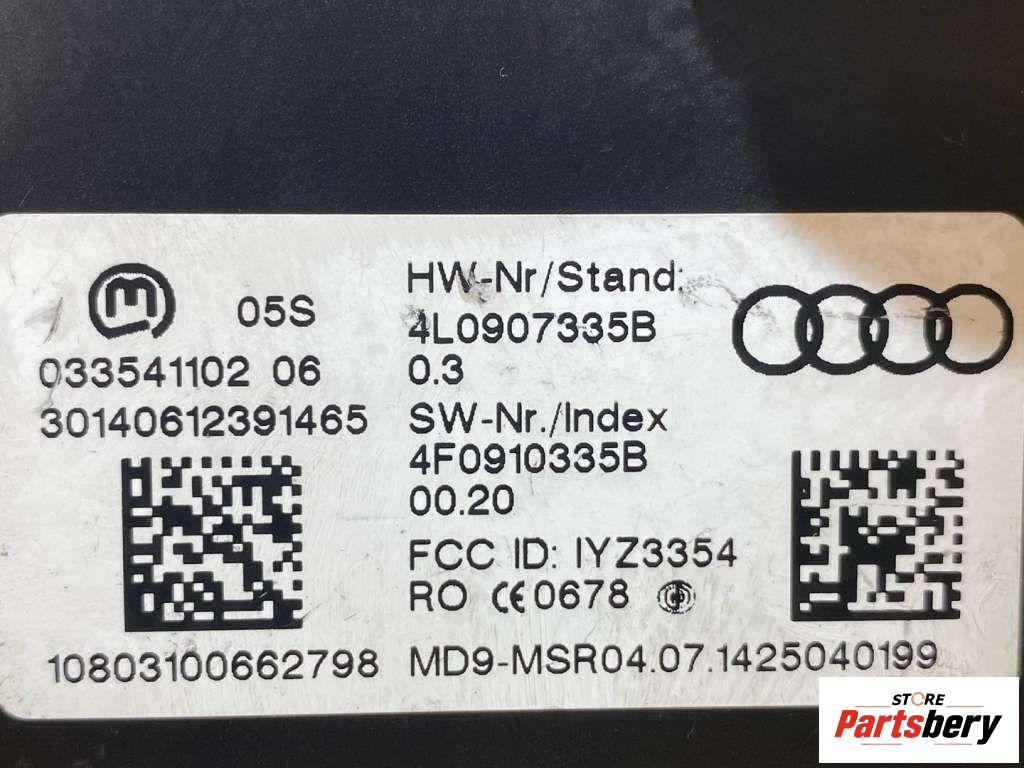 05S
033541102 06
30140612391465
10803100662798
HW-Nr/Stand:
4L0907335B
0.3
SW-Nr./Index
4F0910335B
00.20
FCC ID: IYZ3354
RO CE0678
MD9-MSR04.07.1425040199
STORE
Partsbery